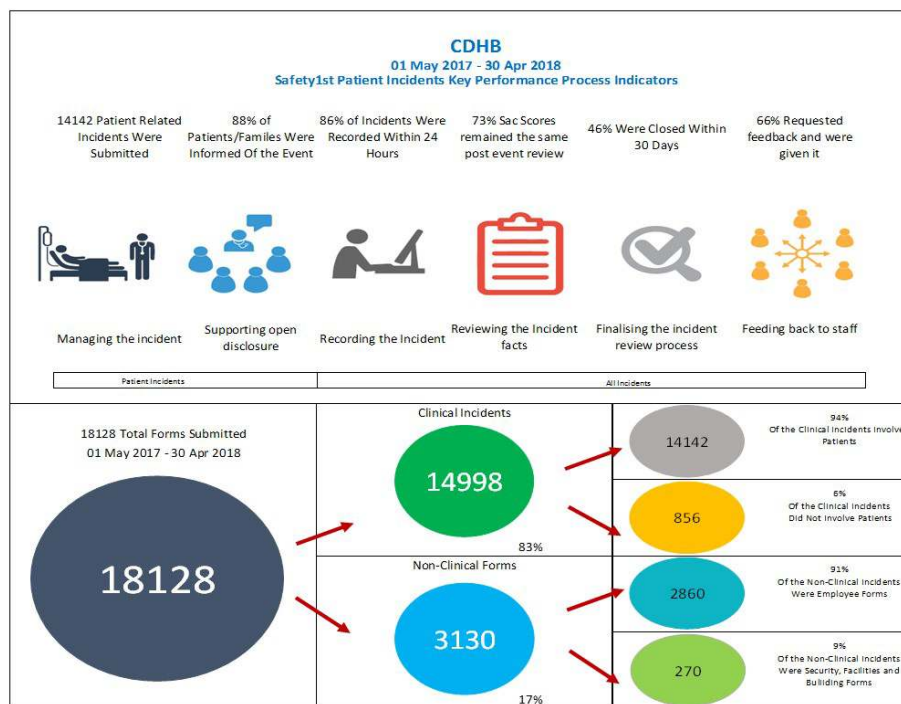 CDHB
01 May 2017 - 30 Apr 2018
Safety1st Patient Incidents Key Performance Process Indicators
14142 Patient Related
Incidents Were
Submitted
88% of
Patients/Familes Were
Informed Of the Event
86% of Incidents Were
Recorded Within 24
Hours
73% Sac Scores
remained the same
post event review
46% Were Closed Within
30 Days
66% Requested
feedback and were
given it
Managing the incident
Supporting open
disclosure
Recording the Incident
Reviewing the Incident
facts
Finalising the incident
review process
Feeding back to staff
Patient Incidents
All Incidents
18128 Total Forms Submitted
01 May 2017 - 30 Apr 2018
18128
Clinical Incidents
14998
83%
Non-Clinical Forms
3130
17%
14142
94%
Of the Clinical Incidents Involve
Patients
856
6%
Of the Clinical Incidents
Did Not Involve Patients
2860
91%
Of the Non-Clinical Incidents
Were Employee Forms
270
9%
Of the Non-Clinical Incidents
Were Security, Facilities and
Building Forms